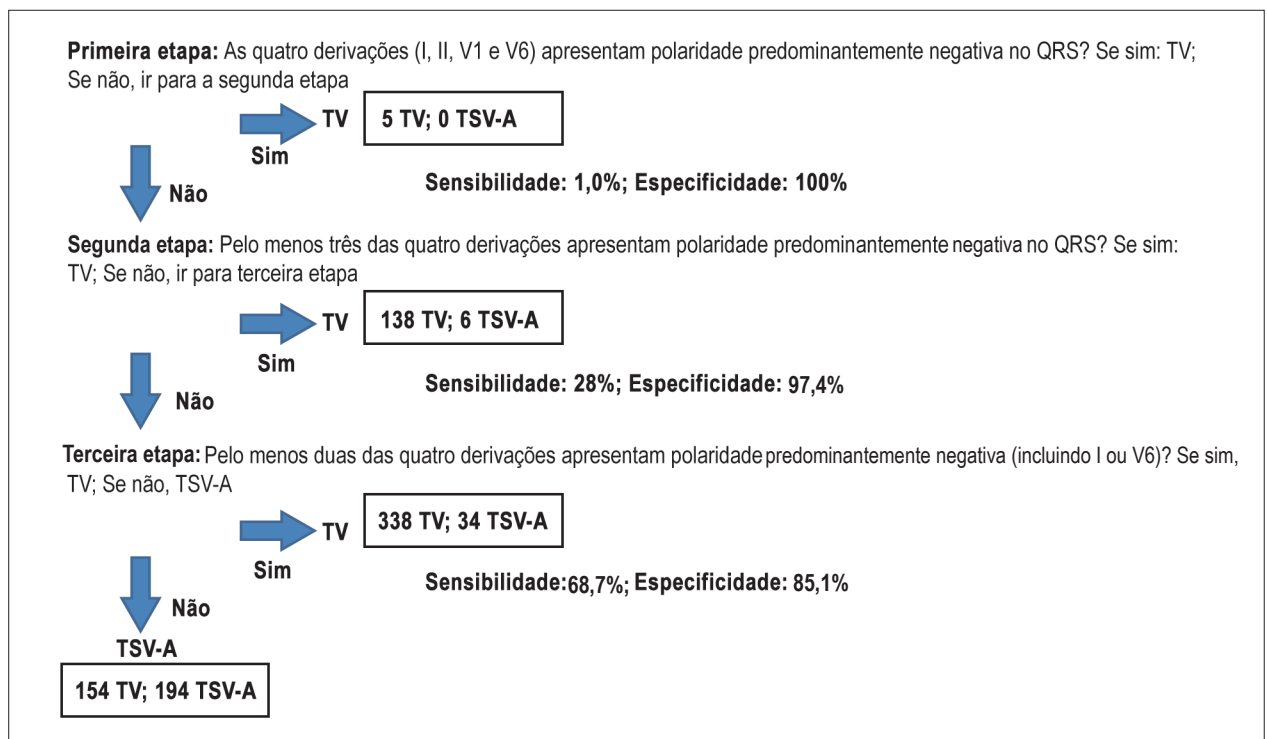 Primeira etapa: As quatro derivações (I, II, V1 e V6) apresentam polaridade predominantemente negativa no QRS? Se sim: TV;
Se não, ir para a segunda etapa
TV
5 TV; 0 TSV-A
Sim
Sensibilidade: 1,0%; Especificidade: 100%
Não
Segunda etapa: Pelo menos três das quatro derivações apresentam polaridade predominantemente negativa no QRS? Se sim:
TV; Se não, ir para terceira etapa
TV
138 TV; 6 TSV-A
Sim
Sensibilidade: 28%; Especificidade: 97,4%
Não
Terceira etapa: Pelo menos duas das quatro derivações apresentam polaridade predominantemente negativa (incluindo I ou V6)? Se sim,
TV; Se não, TSV-A
TV
338 TV; 34 TSV-A
Sim
Sensibilidade:68,7%; Especificidade: 85,1%
Não
TSV-A
154 TV; 194 TSV-A